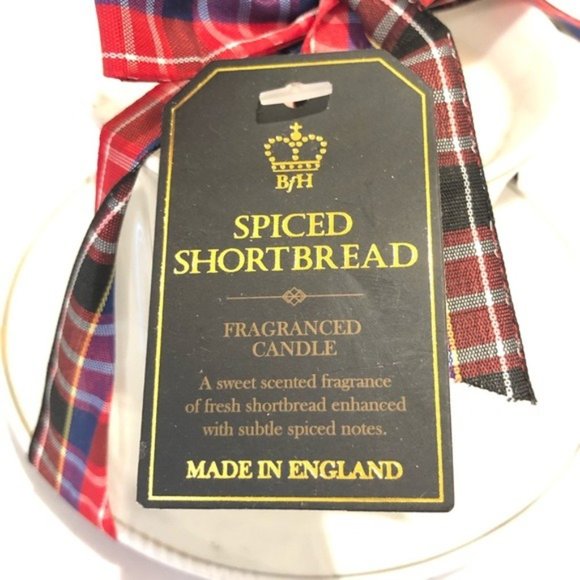 BfH
SPICED
SHORTBREAD
FRAGRANCED
CANDLE
A sweet scented fragrance
of fresh shortbread enhanced
with subtle spiced notes.
MADE IN ENGLAND